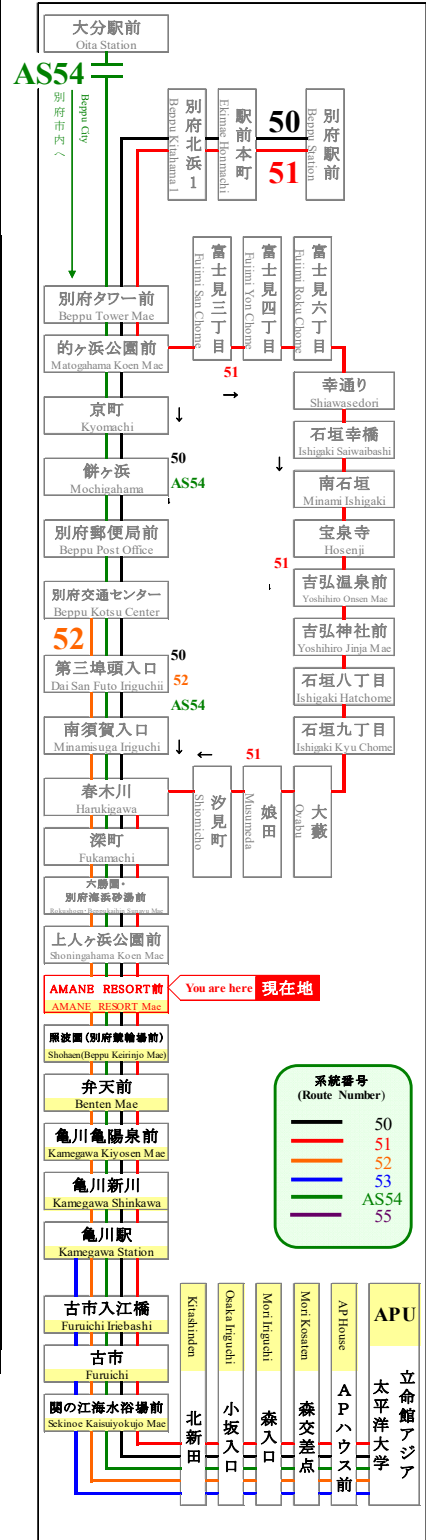 大分駅前
Oita Station
AS54
Beppu City
別府市内へ
別府北浜1
Beppu Kitahama 1
駅前本町
Ekimae Honmachi
50
51
別府駅前
Beppu Station
別府タワー前
Beppu Tower Mae
的ヶ浜公園前
Matogahama Koen Mae
富士見三丁目
Fujimi San Chome
富士見四丁目
Fujimi Yon Chome
富士見六丁目
Fujimi Roku Chome
51
→
京町
Kyomachi
↓
幸通り
Shiawasedori
石垣幸橋
Ishigaki Saiwaibashi
↓
餅ヶ浜
Mochigahama
50
AS54
南石垣
Minami Ishigaki
別府郵便局前
Beppu Post Office
宝泉寺
Hosenji
51
吉弘温泉前
Yoshihiro Onsen Mae
別府交通センター
Beppu Kotsu Center
吉弘神社前
Yoshihiro Jinja Mae
52
第三埠頭入口
Dai San Futo Iriguchii
50
52
AS54
石垣八丁目
Ishigaki Hatchome
南須賀入口
Minamisuga Iriguchi
↓
石垣九丁目
Ishigaki Kyu Chome
←
51
春木川
Harukigawa
汐見町
Shiomicho
娘田
Musumeda
大藪
Oyabu
深町
Fukamachi
六勝園・
別府海浜砂湯前
Rokushoen・Beppukaihin Sunayu Mae
上人ヶ浜公園前
Shoningahama Koen Mae
AMANE RESORT前
AMANE RESORT Mae
You are here 現在地
照波園(別府競輪場前)
Shohaen(Beppu Keirinjo Mae)
弁天前
Benten Mae
亀川亀陽泉前
Kamegawa Kiyosen Mae
亀川新川
Kamegawa Shinkawa
亀川駅
Kamegawa Station
系統番号
(Route Number)
50
51
52
53
AS54
55
古市入江橋
Furuichi Iriebashi
古市
Furuichi
関の江海水浴場前
Sekinoe Kaisuiyokujo Mae
Kitashinden
北新田
Osaka Iriguchi
小坂入口
Mori Iriguchi
森入口
Mori Kosaten
森交差点
AP House
APハウス前
APU
立命館アジア
太平洋大学